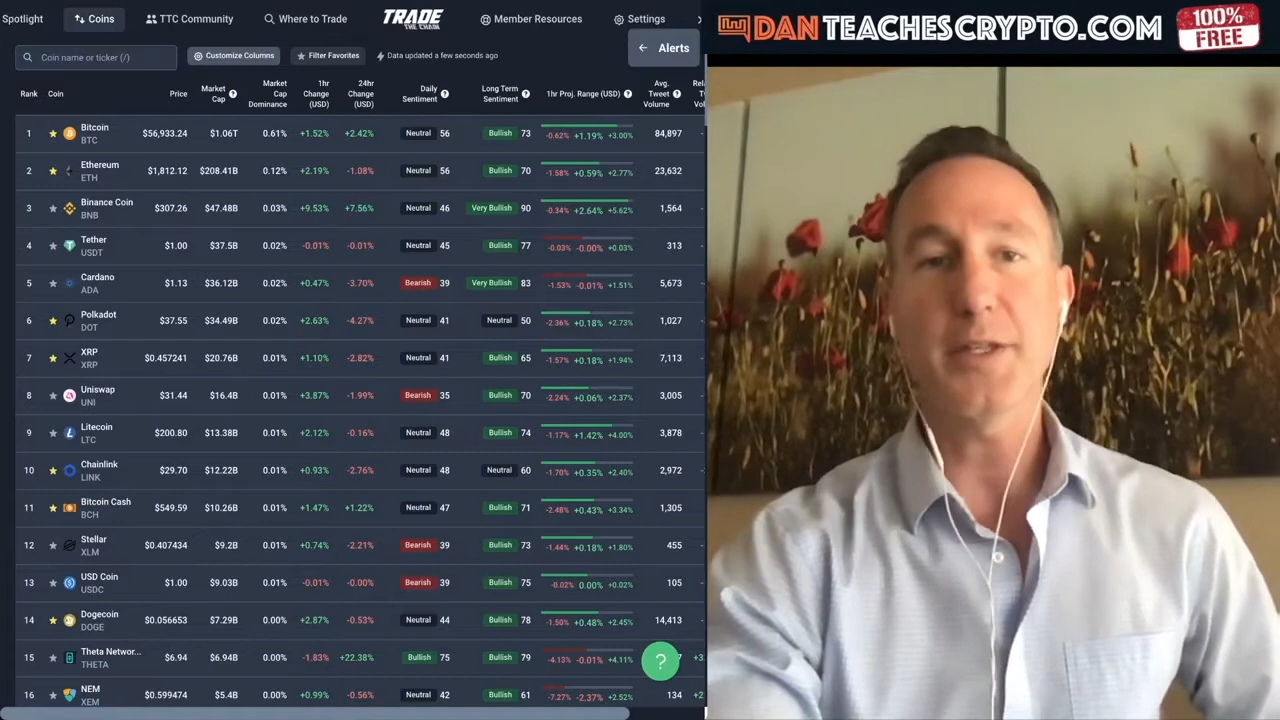 Spotlight Coins TTC Community Where to Trade TRADE THE CHAIN More Resources Settings
DANTEACHESCRYPTO.COM 100% FREE
Coin name or ticker (/) Customize Columns Filter Favorites Data updated a few seconds ago Alerts
Rank Coin Price Market Cap ? Market Cap Dominance 1hr Change (USD) 24hr Change (USD) Daily Sentiment ? Long Term Sentiment ? 1hr Proj. Range (USD) ? Avg. Tweet Volume ?
1 Bitcoin BTC $56,933.24 $1.06T 0.61% +1.52% +2.42% Neutral 56 Bullish 73 -0.62% +1.19% +3.00% 84,897
2 Ethereum ETH $1,812.12 $208.41B 0.12% +2.19% -1.08% Neutral 56 Bullish 70 -1.58% +0.59% +2.77% 23,632
3 Binance Coin BNB $307.26 $47.48B 0.03% +9.53% +7.56% Neutral 46 Very Bullish 90 -0.34% +2.64% +5.62% 1,564
4 Tether USDT $1.00 $37.5B 0.02% -0.01% -0.01% Neutral 45 Bullish 77 -0.03% -0.00% +0.03% 313
5 Cardano ADA $1.13 $36.12B 0.02% +0.47% -3.70% Bearish 39 Very Bullish 83 -1.53% -0.01% +1.51% 5,673
6 Polkadot DOT $37.55 $34.49B 0.02% +2.63% -4.27% Neutral 41 Neutral 50 -2.36% +0.18% +2.73% 1,027
7 XRP XRP $0.457241 $20.76B 0.01% +1.10% -2.82% Neutral 41 Bullish 65 -1.57% +0.18% +1.94% 7,113
8 Uniswap UNI $31.44 $16.4B 0.01% +3.87% -1.99% Bearish 35 Bullish 70 -2.24% +0.06% +2.37% 3,005
9 Litecoin LTC $200.80 $13.38B 0.01% +2.12% -0.16% Neutral 48 Bullish 74 -1.17% +1.42% +4.00% 3,878
10 Chainlink LINK $29.70 $12.22B 0.01% +0.93% -2.76% Neutral 48 Neutral 60 -1.70% +0.35% +2.40% 2,972
11 Bitcoin Cash BCH $549.59 $10.26B 0.01% +1.47% +1.22% Neutral 47 Bullish 71 -2.48% +0.43% +3.34% 1,305
12 Stellar XLM $0.407434 $9.2B 0.01% +0.74% -2.21% Bearish 39 Bullish 73 -1.44% +0.18% +1.80% 455
13 USD Coin USDC $1.00 $9.03B 0.01% -0.01% -0.00% Bearish 39 Bullish 75 -0.02% 0.00% +0.02% 105
14 Dogecoin DOGE $0.056653 $7.29B 0.01% +2.87% -0.53% Neutral 44 Bullish 78 -1.50% +0.48% +2.45% 14,413
15 Theta Networ... THETA $6.94 $6.94B 0.00% -1.83% +22.38% Bullish 75 Bullish 79 -4.13% -0.01% +4.11% ?
16 NEM XEM $0.599474 $5.4B 0.00% +0.99% -0.56% Neutral 42 Bullish 61 -7.27% -2.37% +2.52% 134